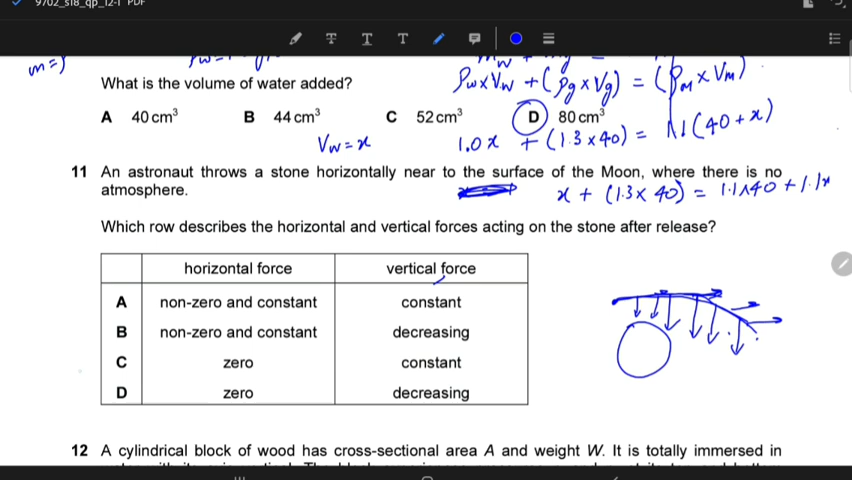 9702_s18_qp_12-1 PDF
m=ρ
What is the volume of water added?
ρw x Vw + (ρg x Vg) = (ρm x Vm)
A 40 cm³ B 44 cm³ C 52 cm³ D 80 cm³
Vw = x 1.0x + (1.3 x 40) = 1.1 (40 + x)
11 An astronaut throws a stone horizontally near to the surface of the Moon, where there is no
atmosphere.
x + (1.3 x 40) = 1.1x40 + 1.1x
Which row describes the horizontal and vertical forces acting on the stone after release?
horizontal force vertical force
A non-zero and constant constant
B non-zero and constant decreasing
C zero constant
D zero decreasing
12 A cylindrical block of wood has cross-sectional area A and weight W. It is totally immersed in